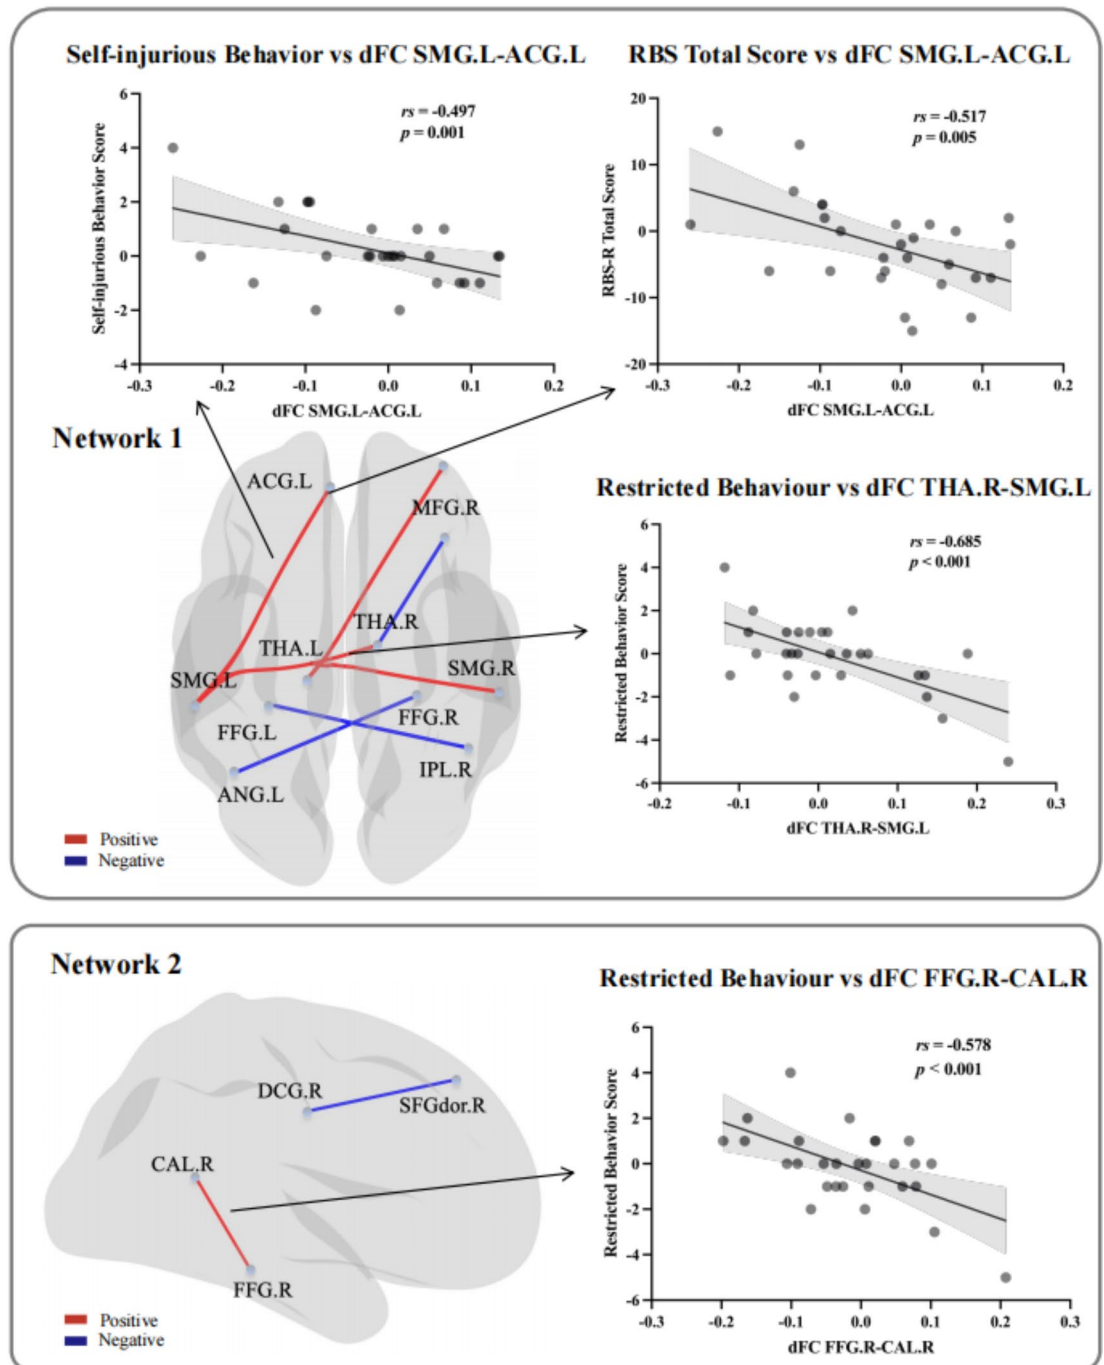 Self-injurious Behavior vs dFC SMG.L-ACG.L
6
4
2
0
-2
-4
Self-injurious Behavior Score
rs = -0.497
p = 0.001
-0.3
-0.2
-0.1
0.0
0.1
0.2
dFC SMG.L-ACG.L
RBS Total Score vs dFC SMG.L-ACG.L
20
10
0
-10
-20
RBS-R Total Score
rs = -0.517
p = 0.005
-0.3
-0.2
-0.1
0.0
0.1
0.2
dFC SMG.L-ACG.L
Network 1
ACG.L
MFG.R
THA.R
THA.L
SMG.L
SMG.R
FFG.L
FFG.R
IPL.R
ANG.L
Positive
Negative
Restricted Behaviour vs dFC THA.R-SMG.L
6
4
2
0
-2
-4
-6
Restricted Behavior Score
rs = -0.685
p < 0.001
-0.2
-0.1
0.0
0.1
0.2
0.3
dFC THA.R-SMG.L
Network 2
DCG.R
SFGdor.R
CAL.R
FFG.R
Positive
Negative
Restricted Behaviour vs dFC FFG.R-CAL.R
6
4
2
0
-2
-4
-6
Restricted Behavior Score
rs = -0.578
p < 0.001
-0.3
-0.2
-0.1
0.0
0.1
0.2
0.3
dFC FFG.R-CAL.R